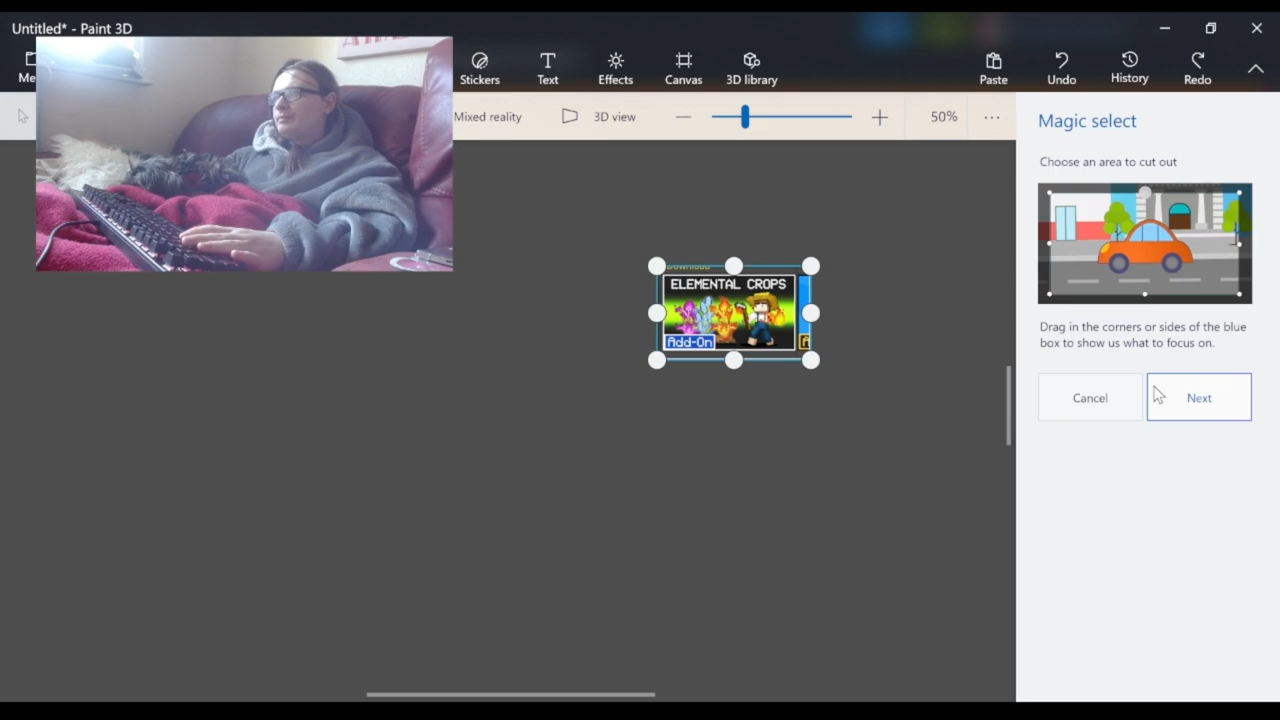 Untitled* - Paint 3D
Me
Stickers
Text
Effects
Canvas
3D library
Paste
Undo
History
Redo
Mixed reality
3D view
50%
Magic select
Choose an area to cut out
Drag in the corners or sides of the blue
box to show us what to focus on.
Cancel
Next
ELEMENTAL CROPS
Add-On